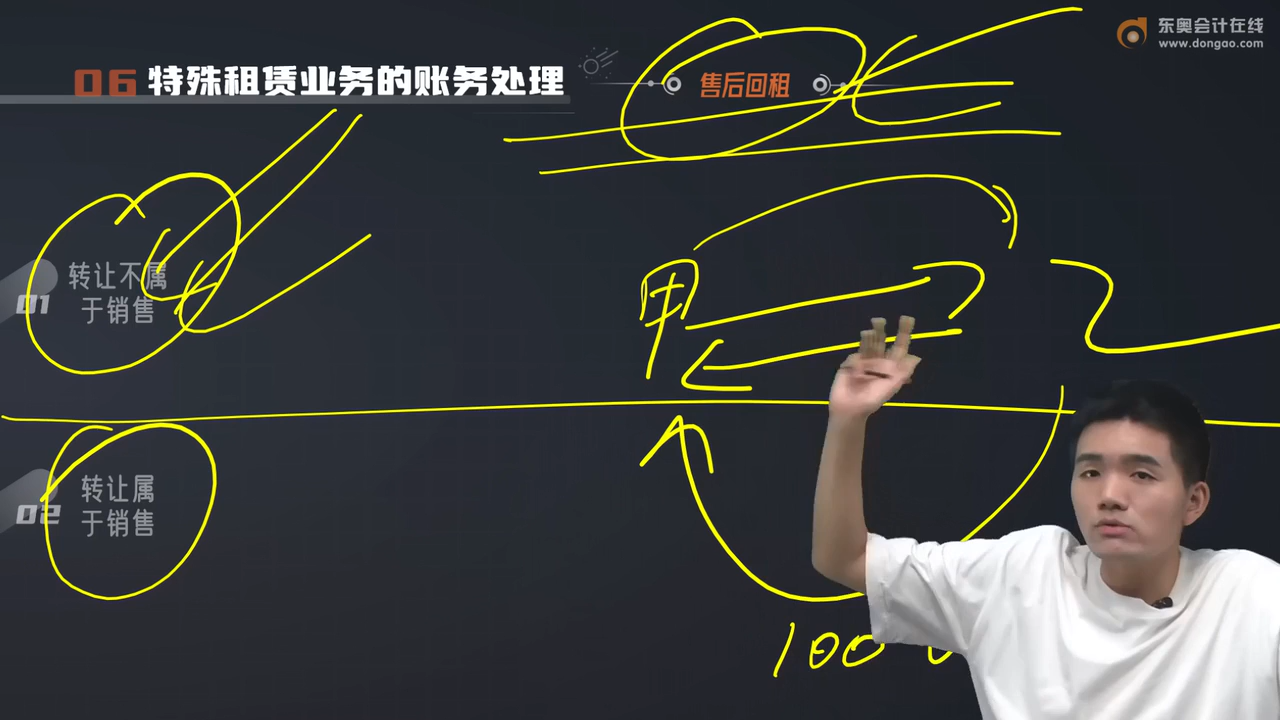 东奥会计在线
www.dongao.com
06 特殊租赁业务的账务处理
售后回租
01 转让不属
于销售
甲
乙
02 转让属
于销售
100